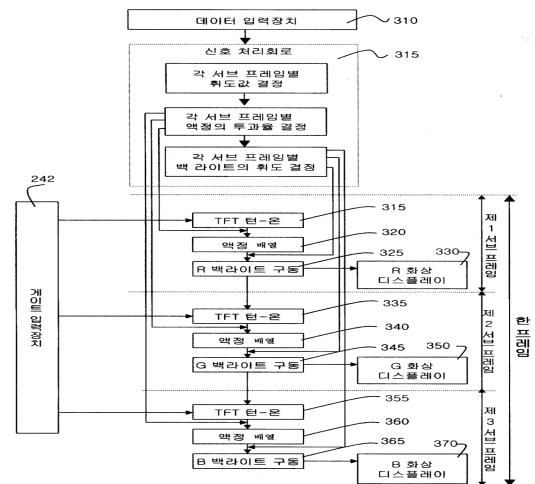 데이터 입력장치
310
신호 처리회로
315
각 서브 프레임별
휘도값 결정
각 서브 프레임별
액정의 투과율 결정
각 서브 프레임별
백 라이트의 휘도 결정
242
게이트 입력장치
TFT 턴-온
315
액정 배열
320
R 백라이트 구동
325
330
R 화상
디스플레이
제1서브프레임
TFT 턴-온
335
액정 배열
340
G 백라이트 구동
345
350
G 화상
디스플레이
제2서브프레임
한 프레임
TFT 턴-온
355
액정 배열
360
B 백라이트 구동
365
370
B 화상
디스플레이
제3서브프레임